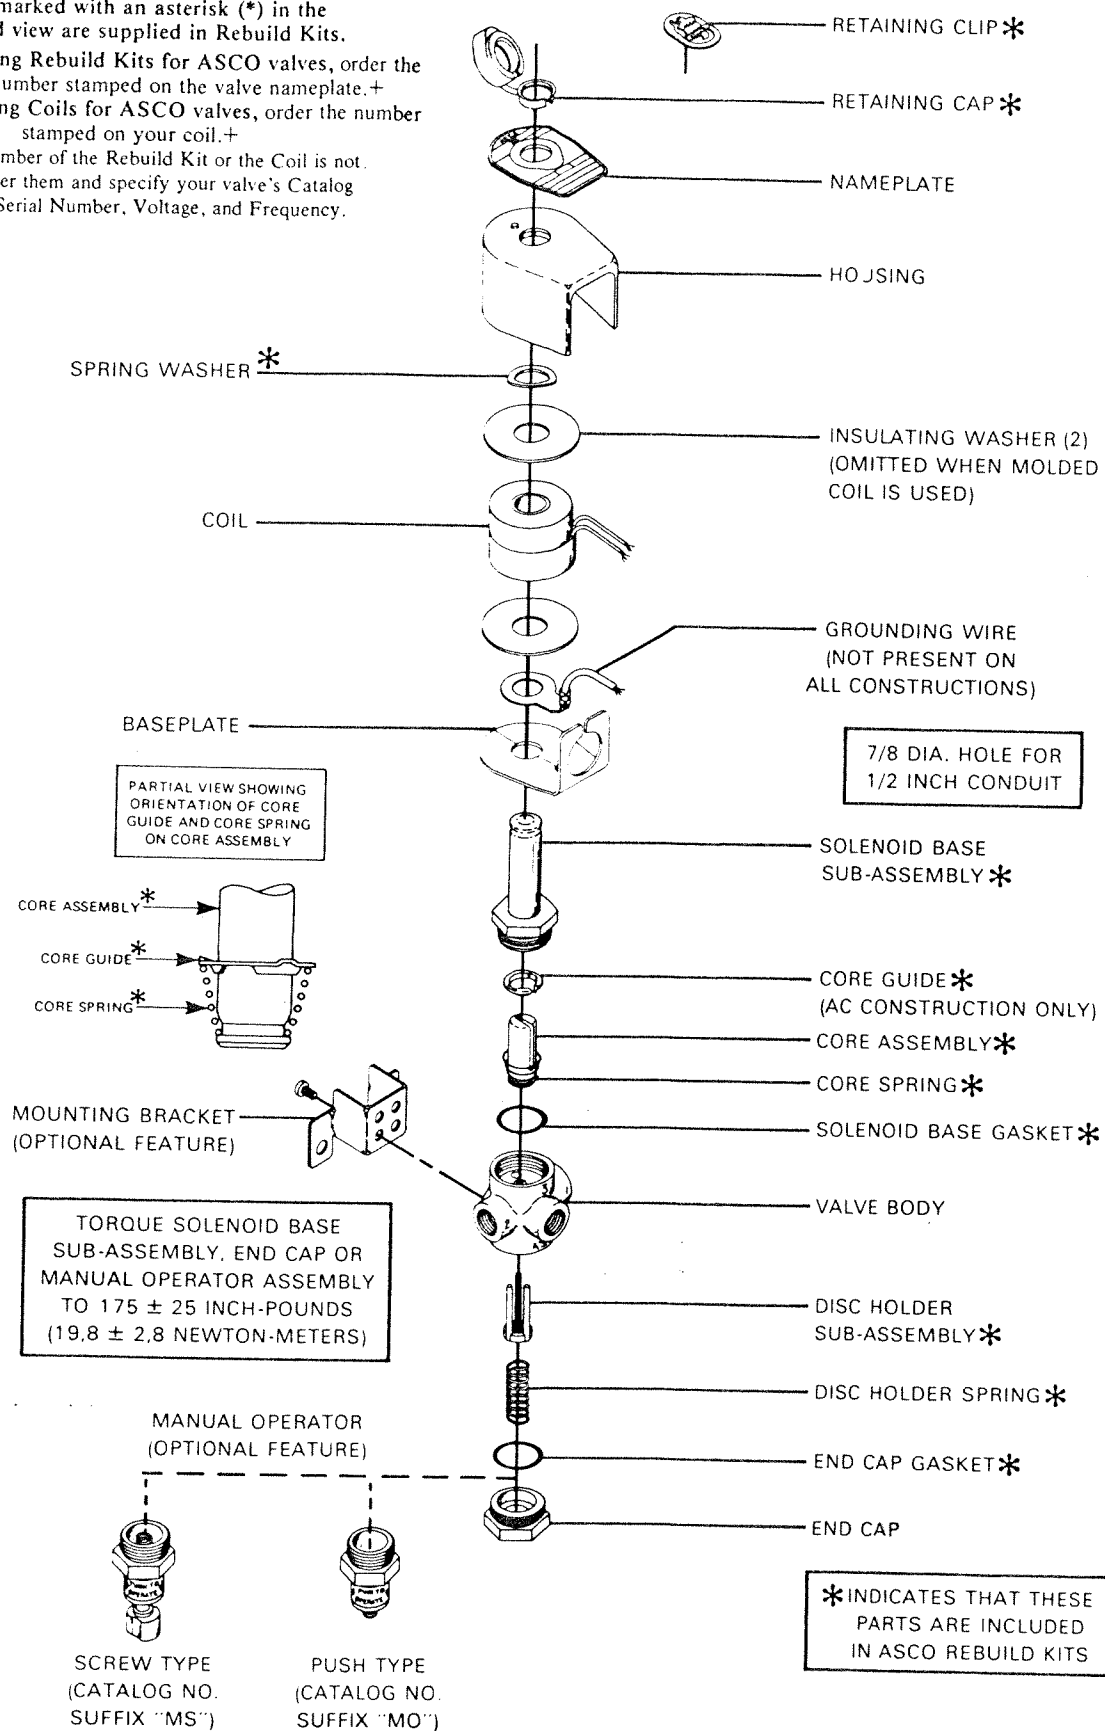 marked with an asterisk (*) in the
view are supplied in Rebuild Kits.
ng Rebuild Kits for ASCO valves, order the
umber stamped on the valve nameplate.+
ng Coils for ASCO valves, order the number
stamped on your coil.+
mber of the Rebuild Kit or the Coil is not
er them and specify your valve's Catalog
Serial Number, Voltage, and Frequency.
RETAINING CLIP*
RETAINING CAP*
NAMEPLATE
HOUSING
SPRING WASHER*
INSULATING WASHER (2)
(OMITTED WHEN MOLDED
COIL IS USED)
COIL
GROUNDING WIRE
(NOT PRESENT ON
ALL CONSTRUCTIONS)
BASEPLATE
7/8 DIA. HOLE FOR
1/2 INCH CONDUIT
PARTIAL VIEW SHOWING
ORIENTATION OF CORE
GUIDE AND CORE SPRING
ON CORE ASSEMBLY
SOLENOID BASE
SUB-ASSEMBLY*
CORE ASSEMBLY*
CORE GUIDE*
CORE SPRING*
CORE GUIDE*
(AC CONSTRUCTION ONLY)
CORE ASSEMBLY*
CORE SPRING*
MOUNTING BRACKET
(OPTIONAL FEATURE)
SOLENOID BASE GASKET*
VALVE BODY
TORQUE SOLENOID BASE
SUB-ASSEMBLY, END CAP OR
MANUAL OPERATOR ASSEMBLY
TO 175 ± 25 INCH-POUNDS
(19,8 ± 2,8 NEWTON-METERS)
DISC HOLDER
SUB-ASSEMBLY*
DISC HOLDER SPRING*
MANUAL OPERATOR
(OPTIONAL FEATURE)
END CAP GASKET*
END CAP
PUSH TO
OPERATE
PUSH TO
OPERATE
SCREW TYPE
(CATALOG NO.
SUFFIX "MS")
PUSH TYPE
(CATALOG NO.
SUFFIX "MO")
*INDICATES THAT THESE
PARTS ARE INCLUDED
IN ASCO REBUILD KITS